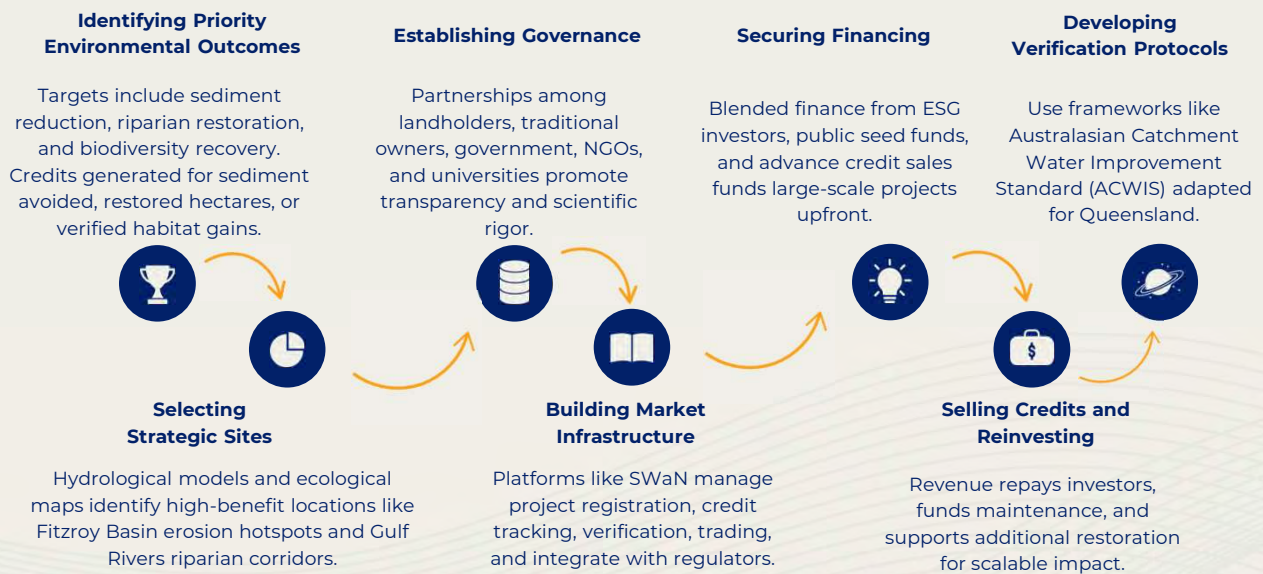 Identifying Priority
Environmental Outcomes
Targets include sediment
reduction, riparian restoration,
and biodiversity recovery.
Credits generated for sediment
avoided, restored hectares, or
verified habitat gains.
Selecting
Strategic Sites
Hydrological models and ecological
maps identify high-benefit locations like
Fitzroy Basin erosion hotspots and Gulf
Rivers riparian corridors.
Establishing Governance
Partnerships among
landholders, traditional
owners, government, NGOs,
and universities promote
transparency and scientific
rigor.
Building Market
Infrastructure
Platforms like SWaN manage
project registration, credit
tracking, verification, trading,
and integrate with regulators.
Securing Financing
Blended finance from ESG
investors, public seed funds,
and advance credit sales
funds large-scale projects
upfront.
$
Selling Credits and
Reinvesting
Revenue repays investors,
funds maintenance, and
supports additional restoration
for scalable impact.
Developing
Verification Protocols
Use frameworks like
Australasian Catchment
Water Improvement
Standard (ACWIS) adapted
for Queensland.